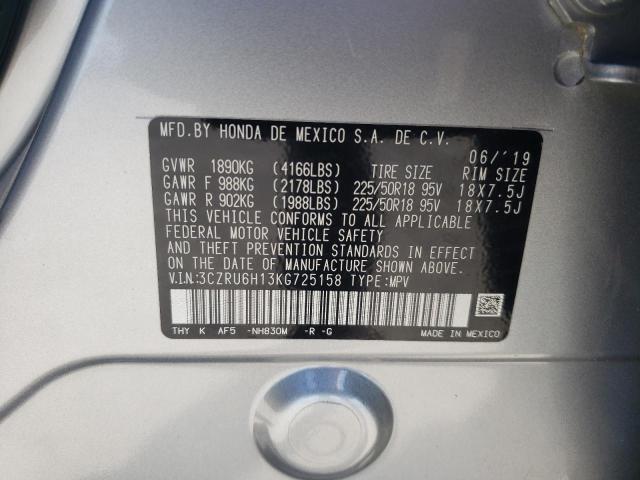 MFD.BY HONDA DE MEXICO S.A. DE C.V.
06/'19
GVWR 1890KG (4166LBS) TIRE SIZE RIM SIZE
GAWR F 988KG (2178LBS) 225/50R18 95V 18X7.5J
GAWR R 902KG (1988LBS) 225/50R18 95V 18X7.5J
THIS VEHICLE CONFORMS TO ALL APPLICABLE
FEDERAL MOTOR VEHICLE SAFETY
AND THEFT PREVENTION STANDARDS IN EFFECT
ON THE DATE OF MANUFACTURE SHOWN ABOVE.
V.I.N:3CZRU6H13KG725158 TYPE:MPV
THY K AF5 -NH830M -R -G MADE IN MEXICO